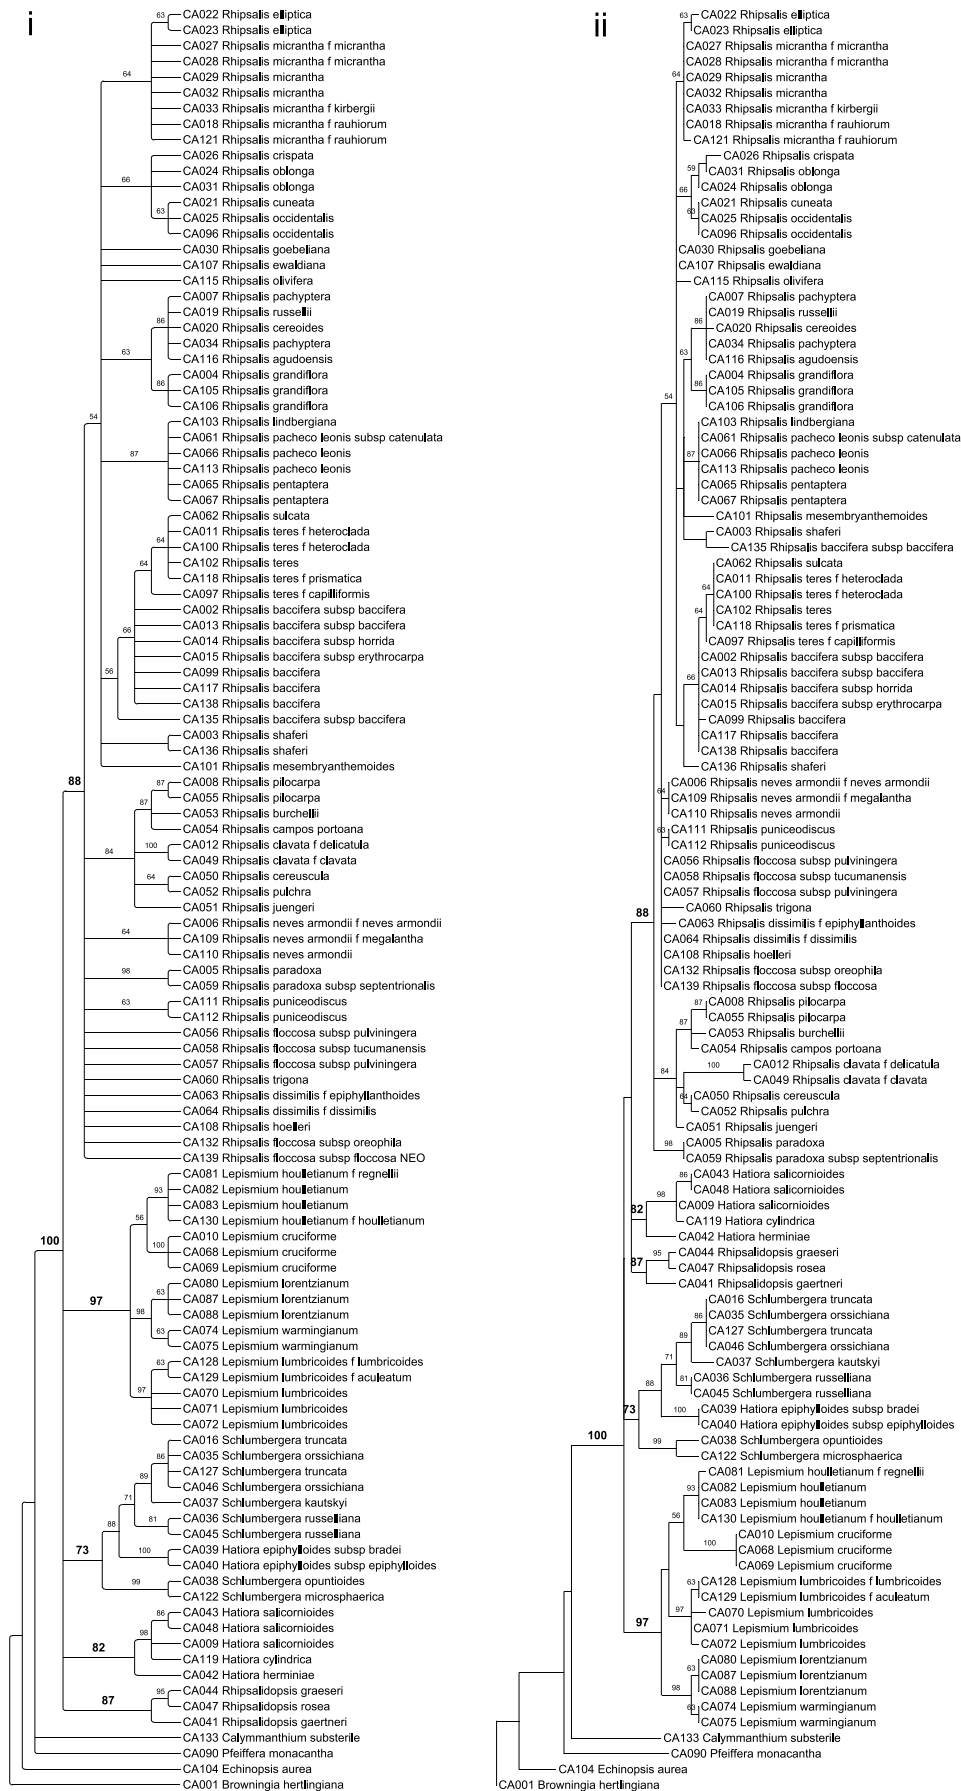 i
CA022 Rhipsalis elliptica
CA023 Rhipsalis elliptica
CA027 Rhipsalis micrantha f micrantha
CA028 Rhipsalis micrantha f micrantha
CA029 Rhipsalis micrantha
CA032 Rhipsalis micrantha
CA033 Rhipsalis micrantha f kirbergii
CA018 Rhipsalis micrantha f rauhiorum
CA121 Rhipsalis micrantha f rauhiorum
CA026 Rhipsalis crispata
CA024 Rhipsalis oblonga
CA031 Rhipsalis oblonga
CA021 Rhipsalis cuneata
CA025 Rhipsalis occidentalis
CA096 Rhipsalis occidentalis
CA030 Rhipsalis goebeliana
CA107 Rhipsalis ewaldiana
CA115 Rhipsalis olivifera
CA007 Rhipsalis pachyptera
CA019 Rhipsalis russellii
CA020 Rhipsalis cereoides
CA034 Rhipsalis pachyptera
CA116 Rhipsalis agudoensis
CA004 Rhipsalis grandiflora
CA105 Rhipsalis grandiflora
CA106 Rhipsalis grandiflora
CA103 Rhipsalis lindbergiana
CA061 Rhipsalis pacheco leonis subsp catenulata
CA066 Rhipsalis pacheco leonis
CA113 Rhipsalis pacheco leonis
CA065 Rhipsalis pentaptera
CA067 Rhipsalis pentaptera
CA062 Rhipsalis sulcata
CA011 Rhipsalis teres f heteroclada
CA100 Rhipsalis teres f heteroclada
CA102 Rhipsalis teres
CA118 Rhipsalis teres f prismatica
CA097 Rhipsalis teres f capilliformis
CA002 Rhipsalis baccifera subsp baccifera
CA013 Rhipsalis baccifera subsp baccifera
CA014 Rhipsalis baccifera subsp horrida
CA015 Rhipsalis baccifera subsp erythrocarpa
CA099 Rhipsalis baccifera
CA117 Rhipsalis baccifera
CA138 Rhipsalis baccifera
CA135 Rhipsalis baccifera subsp baccifera
CA003 Rhipsalis shaferi
CA136 Rhipsalis shaferi
CA101 Rhipsalis mesembryanthemoides
CA008 Rhipsalis pilocarpa
CA055 Rhipsalis pilocarpa
CA053 Rhipsalis burchellii
CA054 Rhipsalis campos portoana
CA012 Rhipsalis clavata f delicatula
CA049 Rhipsalis clavata f clavata
CA050 Rhipsalis cereuscula
CA052 Rhipsalis pulchra
CA051 Rhipsalis juengeri
CA006 Rhipsalis neves armondii f neves armondii
CA109 Rhipsalis neves armondii f megalantha
CA110 Rhipsalis neves armondii
CA005 Rhipsalis paradoxa
CA059 Rhipsalis paradoxa subsp septentrionalis
CA111 Rhipsalis puniceodiscus
CA112 Rhipsalis puniceodiscus
CA056 Rhipsalis floccosa subsp pulviningera
CA058 Rhipsalis floccosa subsp tucumanensis
CA057 Rhipsalis floccosa subsp pulviningera
CA060 Rhipsalis trigona
CA063 Rhipsalis dissimilis f epiphyllanthoides
CA064 Rhipsalis dissimilis f dissimilis
CA108 Rhipsalis hoelleri
CA132 Rhipsalis floccosa subsp oreophila
CA139 Rhipsalis floccosa subsp floccosa NEO
CA081 Lepismium houlletianum f regnellii
CA082 Lepismium houlletianum
CA083 Lepismium houlletianum
CA130 Lepismium houlletianum f houlletianum
CA010 Lepismium cruciforme
CA068 Lepismium cruciforme
CA069 Lepismium cruciforme
CA080 Lepismium lorentzianum
CA087 Lepismium lorentzianum
CA088 Lepismium lorentzianum
CA074 Lepismium warmingianum
CA075 Lepismium warmingianum
CA128 Lepismium lumbricoides f lumbricoides
CA129 Lepismium lumbricoides f aculeatum
CA070 Lepismium lumbricoides
CA071 Lepismium lumbricoides
CA072 Lepismium lumbricoides
CA016 Schlumbergera truncata
CA035 Schlumbergera orssichiana
CA127 Schlumbergera truncata
CA046 Schlumbergera orssichiana
CA037 Schlumbergera kautskyi
CA036 Schlumbergera russelliana
CA045 Schlumbergera russelliana
CA039 Hatiora epiphylloides subsp bradei
CA040 Hatiora epiphylloides subsp epiphylloides
CA038 Schlumbergera opuntioides
CA122 Schlumbergera microsphaerica
CA043 Hatiora salicornioides
CA048 Hatiora salicornioides
CA009 Hatiora salicornioides
CA119 Hatiora cylindrica
CA042 Hatiora herminiae
CA044 Rhipsalidopsis graeseri
CA047 Rhipsalidopsis rosea
CA041 Rhipsalidopsis gaertneri
CA133 Calymmanthium substerile
CA090 Pfeiffera monacantha
CA104 Echinopsis aurea
CA001 Browningia hertlingiana
63
64
66
63
86
63
86
54
87
64
64
66
56
88
87
87
84
100
64
64
98
63
93
56
100
100
97
63
98
63
63
97
86
89
71
81
88
100
73
99
86
98
82
95
87
ii
CA022 Rhipsalis elliptica
CA023 Rhipsalis elliptica
CA027 Rhipsalis micrantha f micrantha
CA028 Rhipsalis micrantha f micrantha
CA029 Rhipsalis micrantha
CA032 Rhipsalis micrantha
CA033 Rhipsalis micrantha f kirbergii
CA018 Rhipsalis micrantha f rauhiorum
CA121 Rhipsalis micrantha f rauhiorum
CA026 Rhipsalis crispata
CA031 Rhipsalis oblonga
CA024 Rhipsalis oblonga
CA021 Rhipsalis cuneata
CA025 Rhipsalis occidentalis
CA096 Rhipsalis occidentalis
CA030 Rhipsalis goebeliana
CA107 Rhipsalis ewaldiana
CA115 Rhipsalis olivifera
CA007 Rhipsalis pachyptera
CA019 Rhipsalis russellii
CA020 Rhipsalis cereoides
CA034 Rhipsalis pachyptera
CA116 Rhipsalis agudoensis
CA004 Rhipsalis grandiflora
CA105 Rhipsalis grandiflora
CA106 Rhipsalis grandiflora
CA103 Rhipsalis lindbergiana
CA061 Rhipsalis pacheco leonis subsp catenulata
CA066 Rhipsalis pacheco leonis
CA113 Rhipsalis pacheco leonis
CA065 Rhipsalis pentaptera
CA067 Rhipsalis pentaptera
CA101 Rhipsalis mesembryanthemoides
CA003 Rhipsalis shaferi
CA135 Rhipsalis baccifera subsp baccifera
CA062 Rhipsalis sulcata
CA011 Rhipsalis teres f heteroclada
CA100 Rhipsalis teres f heteroclada
CA102 Rhipsalis teres
CA118 Rhipsalis teres f prismatica
CA097 Rhipsalis teres f capilliformis
CA002 Rhipsalis baccifera subsp baccifera
CA013 Rhipsalis baccifera subsp baccifera
CA014 Rhipsalis baccifera subsp horrida
CA015 Rhipsalis baccifera subsp erythrocarpa
CA099 Rhipsalis baccifera
CA117 Rhipsalis baccifera
CA138 Rhipsalis baccifera
CA136 Rhipsalis shaferi
CA006 Rhipsalis neves armondii f neves armondii
CA109 Rhipsalis neves armondii f megalantha
CA110 Rhipsalis neves armondii
CA111 Rhipsalis puniceodiscus
CA112 Rhipsalis puniceodiscus
CA056 Rhipsalis floccosa subsp pulviningera
CA058 Rhipsalis floccosa subsp tucumanensis
CA057 Rhipsalis floccosa subsp pulviningera
CA060 Rhipsalis trigona
CA063 Rhipsalis dissimilis f epiphyllanthoides
CA064 Rhipsalis dissimilis f dissimilis
CA108 Rhipsalis hoelleri
CA132 Rhipsalis floccosa subsp oreophila
CA139 Rhipsalis floccosa subsp floccosa
CA008 Rhipsalis pilocarpa
CA055 Rhipsalis pilocarpa
CA053 Rhipsalis burchellii
CA054 Rhipsalis campos portoana
CA012 Rhipsalis clavata f delicatula
CA049 Rhipsalis clavata f clavata
CA050 Rhipsalis cereuscula
CA052 Rhipsalis pulchra
CA051 Rhipsalis juengeri
CA005 Rhipsalis paradoxa
CA059 Rhipsalis paradoxa subsp septentrionalis
CA043 Hatiora salicornioides
CA048 Hatiora salicornioides
CA009 Hatiora salicornioides
CA119 Hatiora cylindrica
CA042 Hatiora herminiae
CA044 Rhipsalidopsis graeseri
CA047 Rhipsalidopsis rosea
CA041 Rhipsalidopsis gaertneri
CA016 Schlumbergera truncata
CA035 Schlumbergera orssichiana
CA127 Schlumbergera truncata
CA046 Schlumbergera orssichiana
CA037 Schlumbergera kautskyi
CA036 Schlumbergera russelliana
CA045 Schlumbergera russelliana
CA039 Hatiora epiphylloides subsp bradei
CA040 Hatiora epiphylloides subsp epiphylloides
CA038 Schlumbergera opuntioides
CA122 Schlumbergera microsphaerica
CA081 Lepismium houlletianum f regnellii
CA082 Lepismium houlletianum
CA083 Lepismium houlletianum
CA130 Lepismium houlletianum f houlletianum
CA010 Lepismium cruciforme
CA068 Lepismium cruciforme
CA069 Lepismium cruciforme
CA128 Lepismium lumbricoides f lumbricoides
CA129 Lepismium lumbricoides f aculeatum
CA070 Lepismium lumbricoides
CA071 Lepismium lumbricoides
CA072 Lepismium lumbricoides
CA080 Lepismium lorentzianum
CA087 Lepismium lorentzianum
CA088 Lepismium lorentzianum
CA074 Lepismium warmingianum
CA075 Lepismium warmingianum
CA133 Calymmanthium substerile
CA090 Pfeiffera monacantha
CA104 Echinopsis aurea
CA001 Browningia hertlingiana
63
64
59
66
63
86
63
86
54
87
64
64
66
64
63
88
87
87
84
100
64
98
86
98
82
95
87
86
89
71
81
88
100
73
99
100
93
56
100
63
97
97
63
98
63